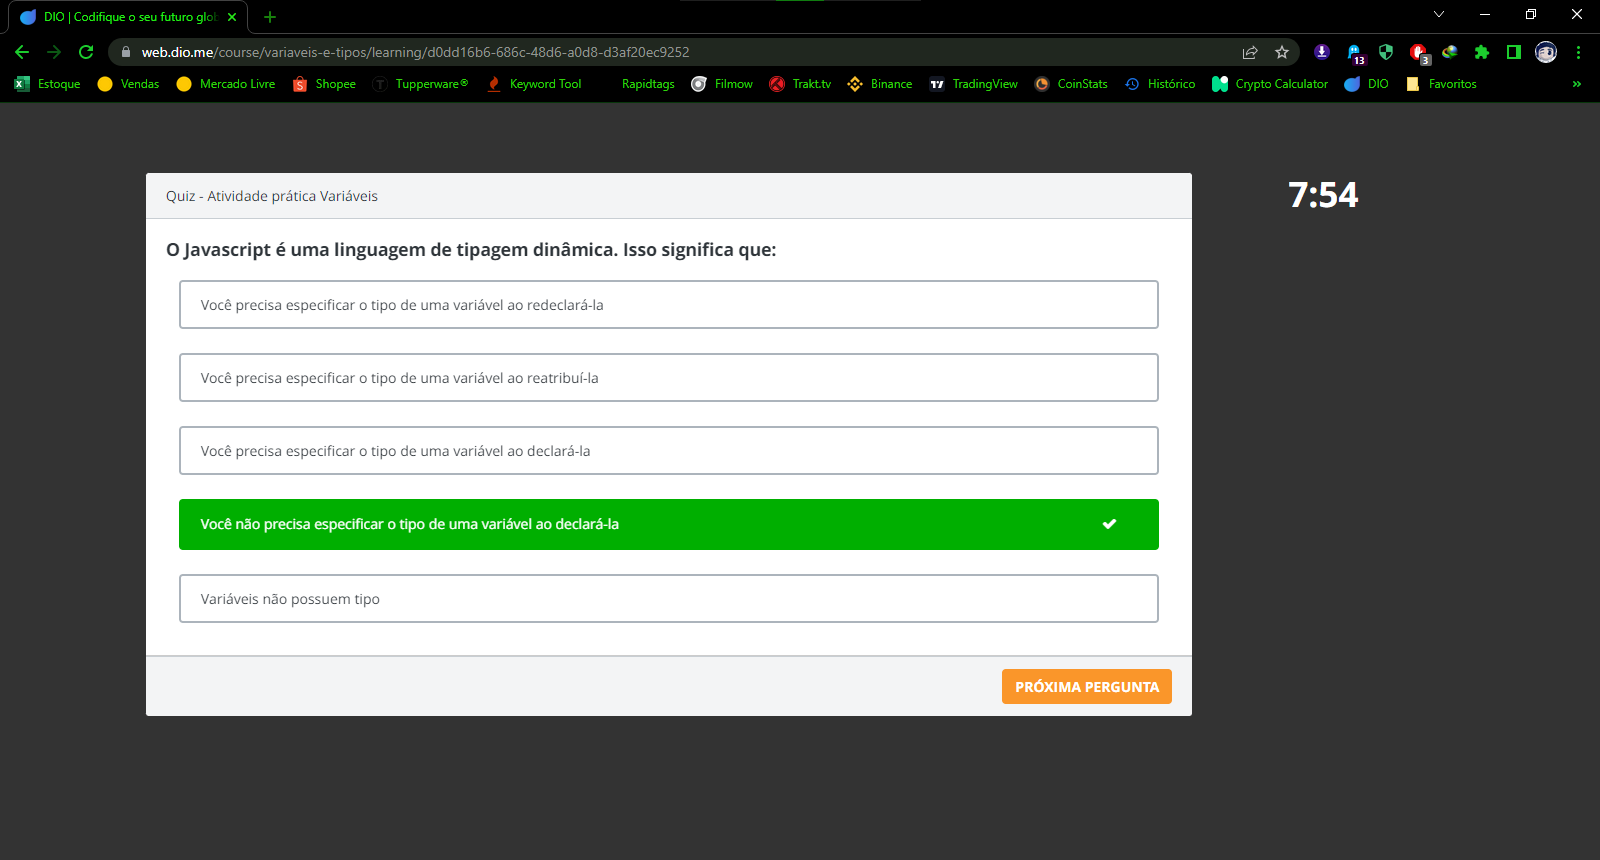 DIO | Codifique o seu futuro glob
web.dio.me/course/variaveis-e-tipos/learning/d0dd16b6-686c-48d6-a0d8-d3af20ec9252
13
3
Estoque Vendas Mercado Livre Shopee Tupperware® Keyword Tool Rapidtags Filmow Trakt.tv Binance TradingView CoinStats Histórico Crypto Calculator DIO Favoritos »
Quiz - Atividade prática Variáveis
7:54
O Javascript é uma linguagem de tipagem dinâmica. Isso significa que:
Você precisa especificar o tipo de uma variável ao redeclará-la
Você precisa especificar o tipo de uma variável ao reatribuí-la
Você precisa especificar o tipo de uma variável ao declará-la
Você não precisa especificar o tipo de uma variável ao declará-la
Variáveis não possuem tipo
PRÓXIMA PERGUNTA